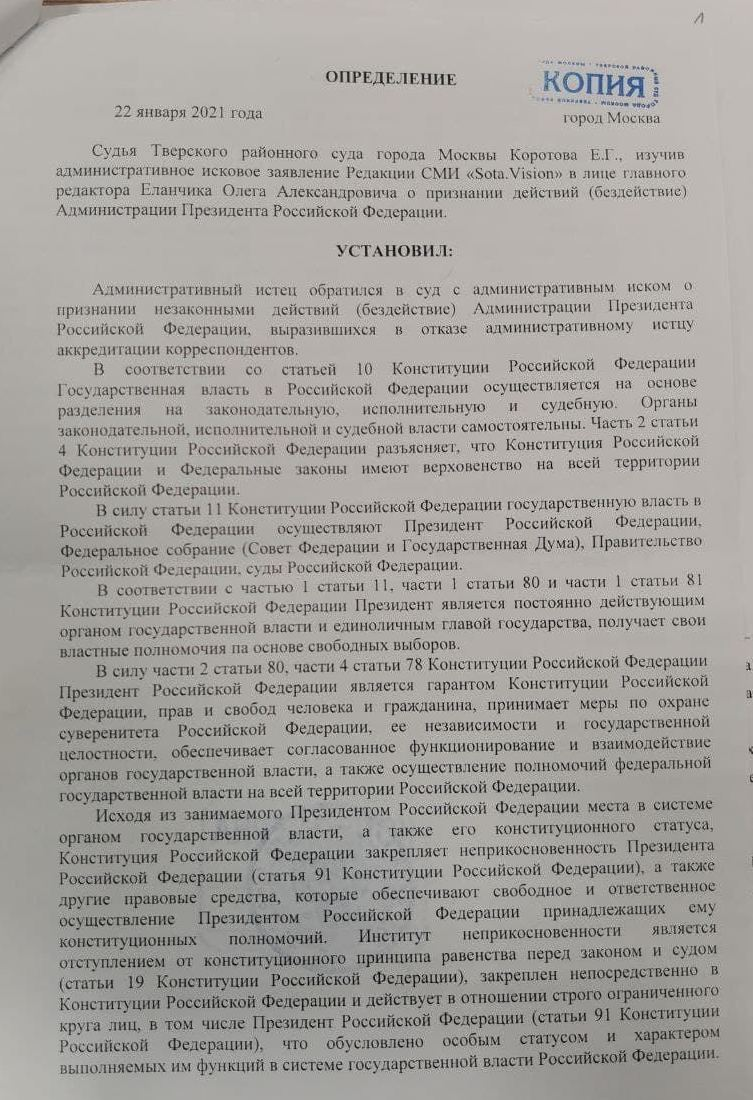 1
ОПРЕДЕЛЕНИЕ
КОПИЯ
22 января 2021 года
город Москва
Судья Тверского районного суда города Москвы Коротова Е.Г., изучив
административное исковое заявление Редакции СМИ «Sota.Vision» в лице главного
редактора Еланчика Олега Александровича о признании действий (бездействие)
Администрации Президента Российской Федерации.
УСТАНОВИЛ:
Административный истец обратился в суд с административным иском о
признании незаконными действий (бездействие) Администрации Президента
Российской Федерации, выразившихся в отказе административному истцу
аккредитации корреспондентов.
В соответствии со статьей 10 Конституции Российской Федерации
Государственная власть в Российской Федерации осуществляется на основе
разделения на законодательную, исполнительную и судебную. Органы
законодательной, исполнительной и судебной власти самостоятельны. Часть 2 статьи
4 Конституции Российской Федерации разъясняет, что Конституция Российской
Федерации и Федеральные законы имеют верховенство на всей территории
Российской Федерации.
В силу статьи 11 Конституции Российской Федерации государственную власть в
Российской Федерации осуществляют Президент Российской Федерации,
Федеральное собрание (Совет Федерации и Государственная Дума), Правительство
Российской Федерации, суды Российской Федерации.
В соответствии с частью 1 статьи 11, части 1 статьи 80 и части 1 статьи 81
Конституции Российской Федерации Президент является постоянно действующим
органом государственной власти и единоличным главой государства, получает свои
властные полномочия па основе свободных выборов.
В силу части 2 статьи 80, части 4 статьи 78 Конституции Российской Федерации
Президент Российской Федерации является гарантом Конституции Российской
Федерации, прав и свобод человека и гражданина, принимает меры по охране
суверенитета Российской Федерации, ее независимости и государственной
целостности, обеспечивает согласованное функционирование и взаимодействие
органов государственной власти, а также осуществление полномочий федеральной
государственной власти на всей территории Российской Федерации.
Исходя из занимаемого Президентом Российской Федерации места в системе
органом государственной власти, а также его конституционного статуса,
Конституция Российской Федерации закрепляет неприкосновенность Президента
Российской Федерации (статья 91 Конституции Российской Федерации), а также
другие правовые средства, которые обеспечивают свободное и ответственное
осуществление Президентом Российской Федерации принадлежащих ему
конституционных полномочий. Институт неприкосновенности является
отступлением от конституционного принципа равенства перед законом и судом
(статьи 19 Конституции Российской Федерации), закреплен непосредственно в
Конституции Российской Федерации и действует в отношении строго ограниченного
круга лиц, в том числе Президент Российской Федерации (статьи 91 Конституции
Российской Федерации), что обусловлено особым статусом и характером
выполняемых им функций в системе государственной власти Российской Федерации.